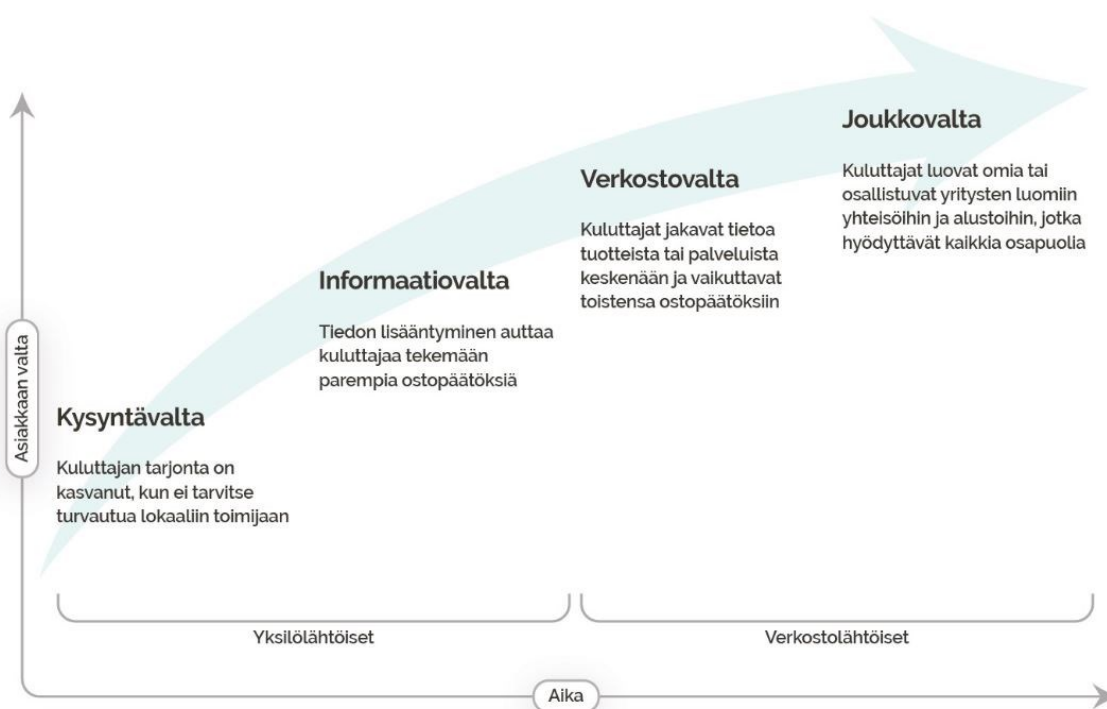 Joukkovalta
Kuluttajat luovat omia tai
osallistuvat yritysten luomiin
yhteisöihin ja alustoihin, jotka
hyödyttävät kaikkia osapuolia
Verkostovalta
Kuluttajat jakavat tietoa
tuotteista tai palveluista
keskenään ja vaikuttavat
toistensa ostopäätöksiin
Informaatiovalta
Tiedon lisääntyminen auttaa
kuluttajaa tekemään
parempia ostopäätöksiä
Kysyntävalta
Kuluttajan tarjonta on
kasvanut, kun ei tarvitse
turvautua lokaaliin toimijaan
Asiakkaan valta
Yksilölähtöiset
Verkostolähtöiset
Aika